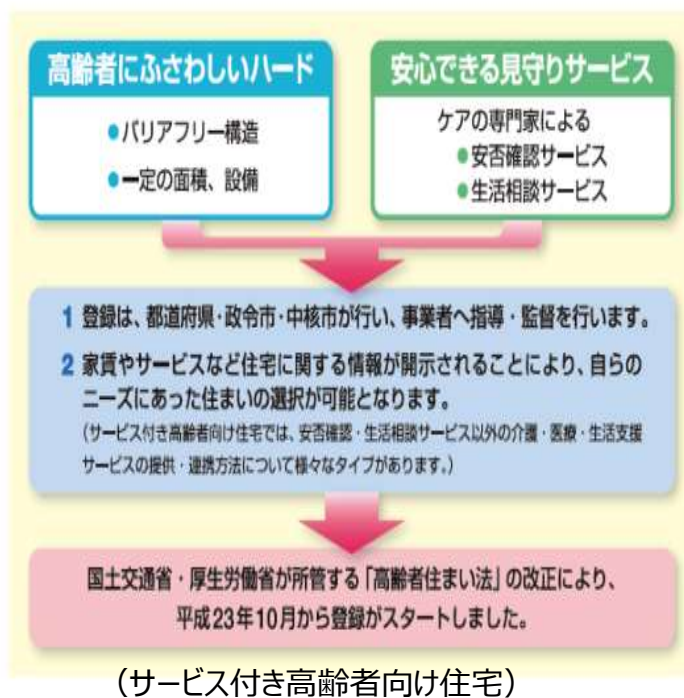 高齢者にふさわしいハード
●バリアフリー構造
●一定の面積、設備
安心できる見守りサービス
ケアの専門家による
●安否確認サービス
●生活相談サービス
1 登録は、都道府県・政令市・中核市が行い、事業者へ指導・監督を行います。
2 家賃やサービスなど住宅に関する情報が開示されることにより、自らの
ニーズにあった住まいの選択が可能となります。
(サービス付き高齢者向け住宅では、安否確認・生活相談サービス以外の介護・医療・生活支援
サービスの提供・連携方法について様々なタイプがあります。)
国土交通省・厚生労働省が所管する「高齢者住まい法」の改正により、
平成23年10月から登録がスタートしました。
(サービス付き高齢者向け住宅)